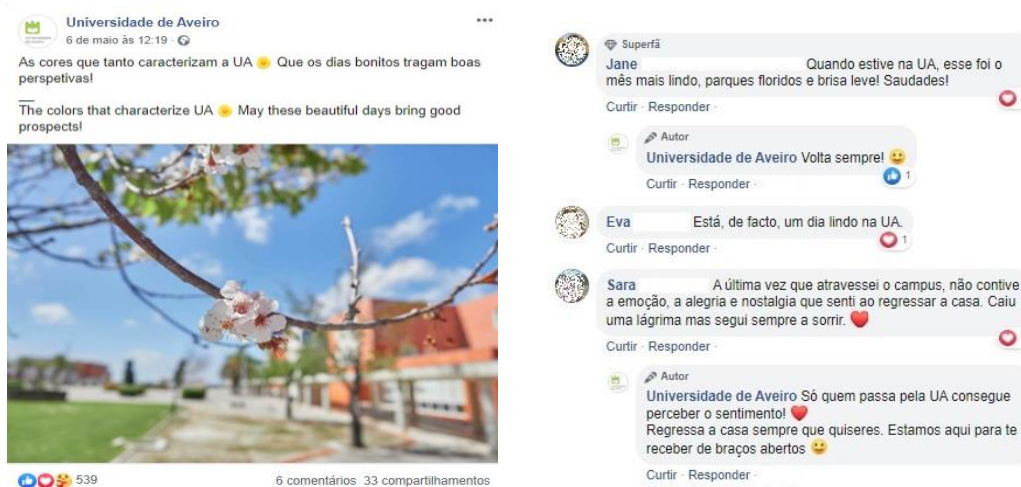 Universidade de Aveiro
6 de maio às 12:19 ·
As cores que tanto caracterizam a UA 🌞 Que os dias bonitos tragam boas
perspetivas!
__
The colors that characterize UA 🌞 May these beautiful days bring good
prospects!
539
6 comentários 33 compartilhamentos
Superfã
Jane Quando estive na UA, esse foi o
mês mais lindo, parques floridos e brisa leve! Saudades!
Curtir · Responder ·
Autor
Universidade de Aveiro Volta sempre! 😀
1
Curtir · Responder ·
Eva Está, de facto, um dia lindo na UA.
1
Curtir · Responder ·
Sara A última vez que atravessei o campus, não contive
a emoção, a alegria e nostalgia que senti ao regressar a casa. Caiu
uma lágrima mas segui sempre a sorrir. ❤️
Curtir · Responder ·
Autor
Universidade de Aveiro Só quem passa pela UA consegue
perceber o sentimento! ❤️
Regressa a casa sempre que quiseres. Estamos aqui para te
receber de braços abertos 😀
Curtir · Responder ·